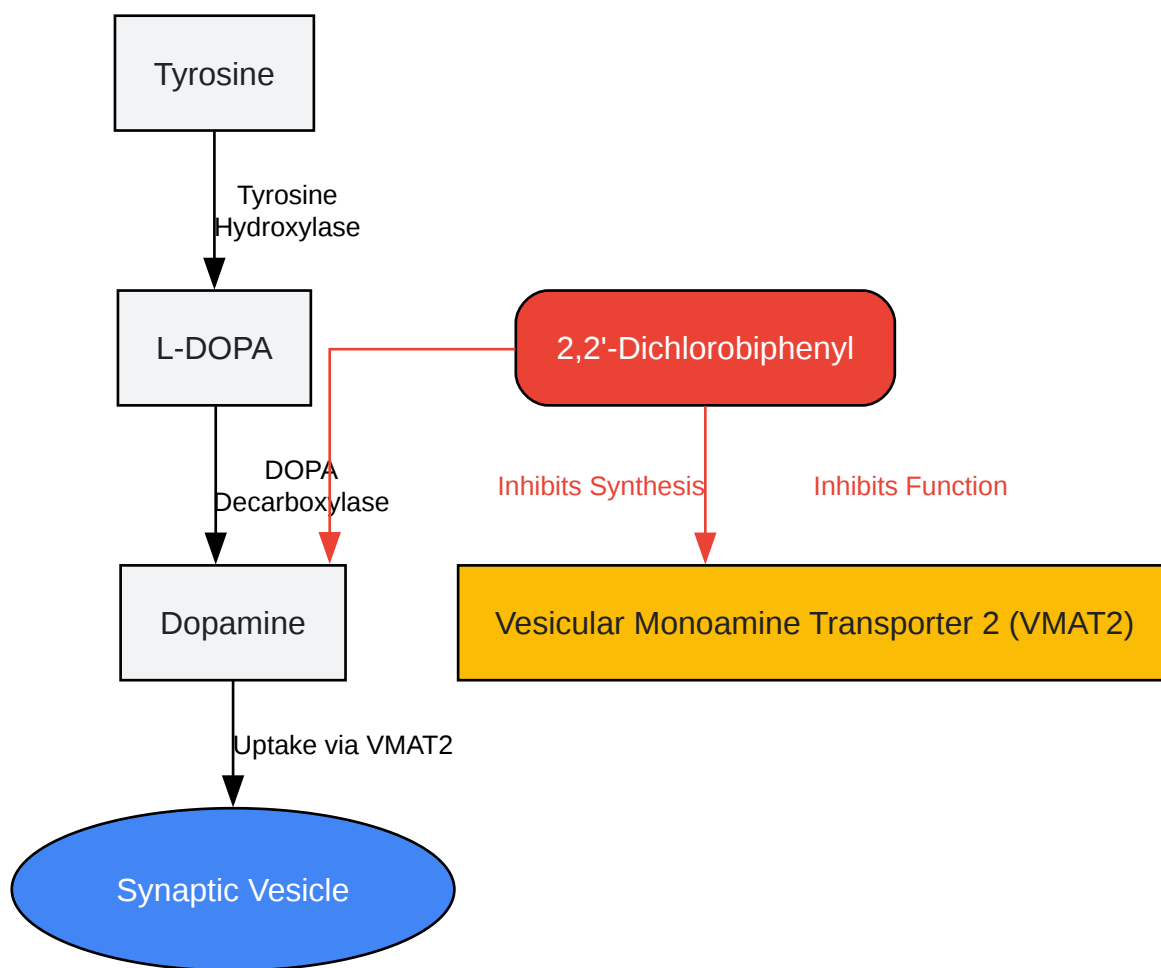 Tyrosine
Tyrosine
Hydroxylase
L-DOPA
2,2'-Dichlorobiphenyl
DOPA
Decarboxylase
Inhibits Synthesis
Inhibits Function
Dopamine
Vesicular Monoamine Transporter 2 (VMAT2)
Uptake via VMAT2
Synaptic Vesicle